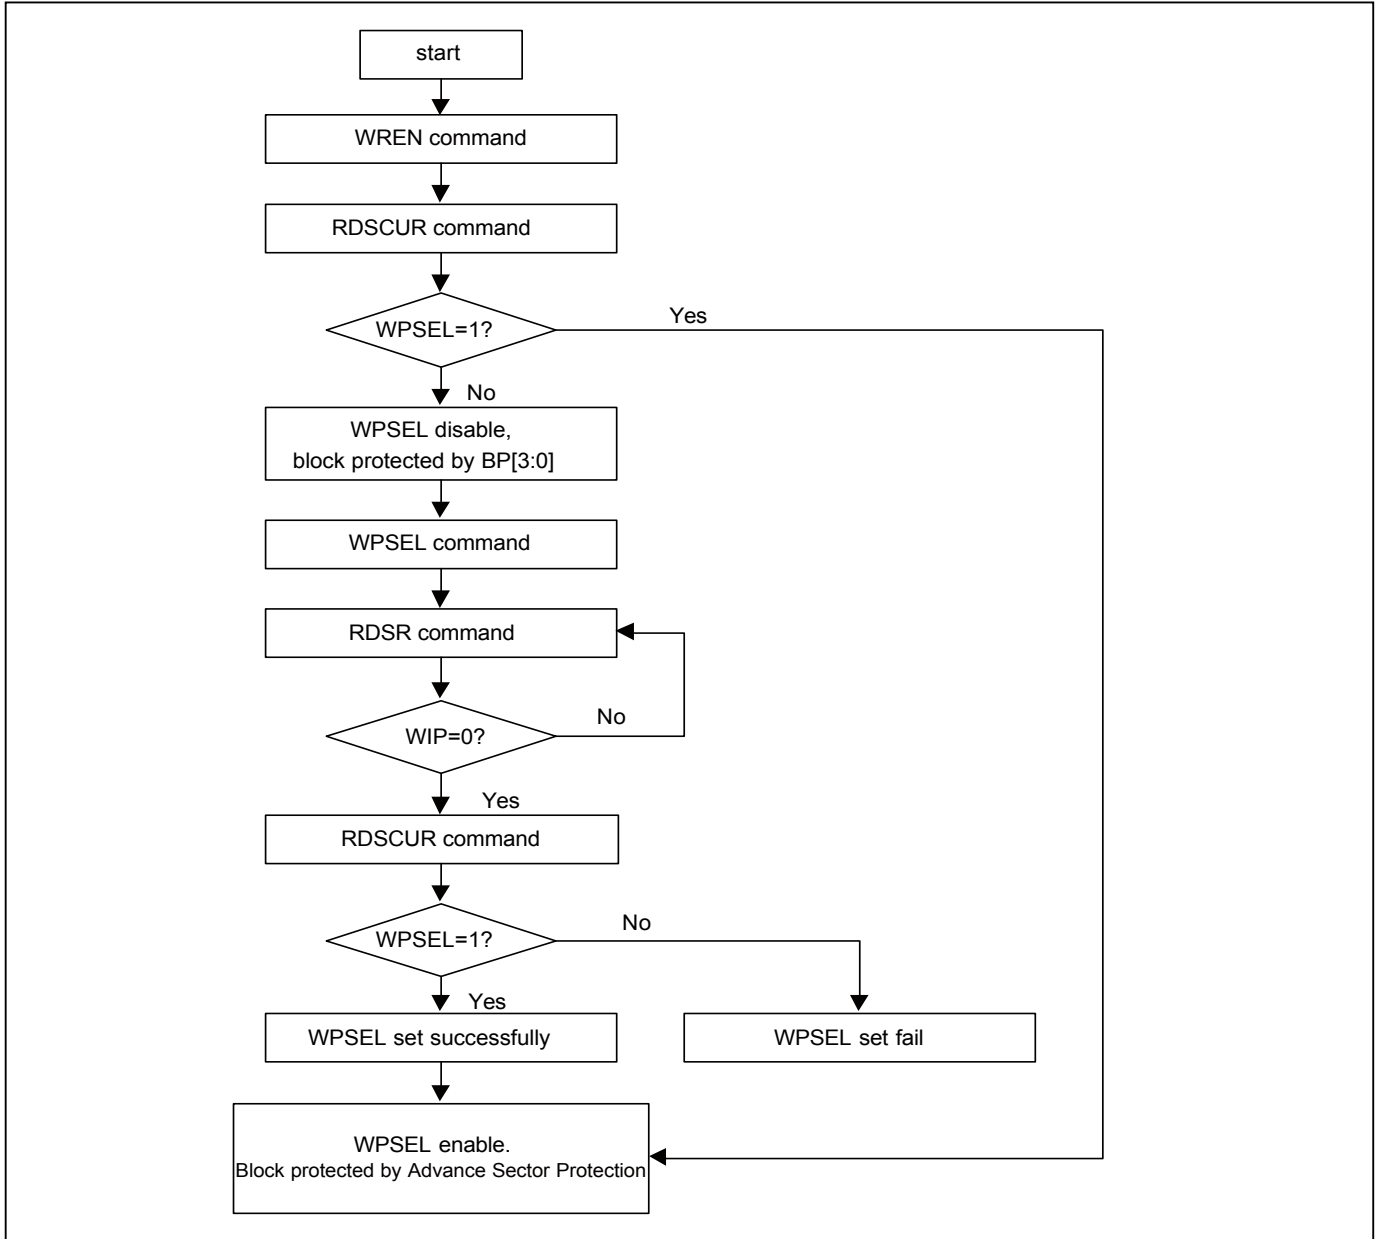 start
WREN command
RDSCUR command
WPSEL=1?
Yes
No
WPSEL disable,
block protected by BP[3:0]
WPSEL command
RDSR command
WIP=0?
No
Yes
RDSCUR command
WPSEL=1?
No
Yes
WPSEL set successfully
WPSEL set fail
WPSEL enable.
Block protected by Advance Sector Protection